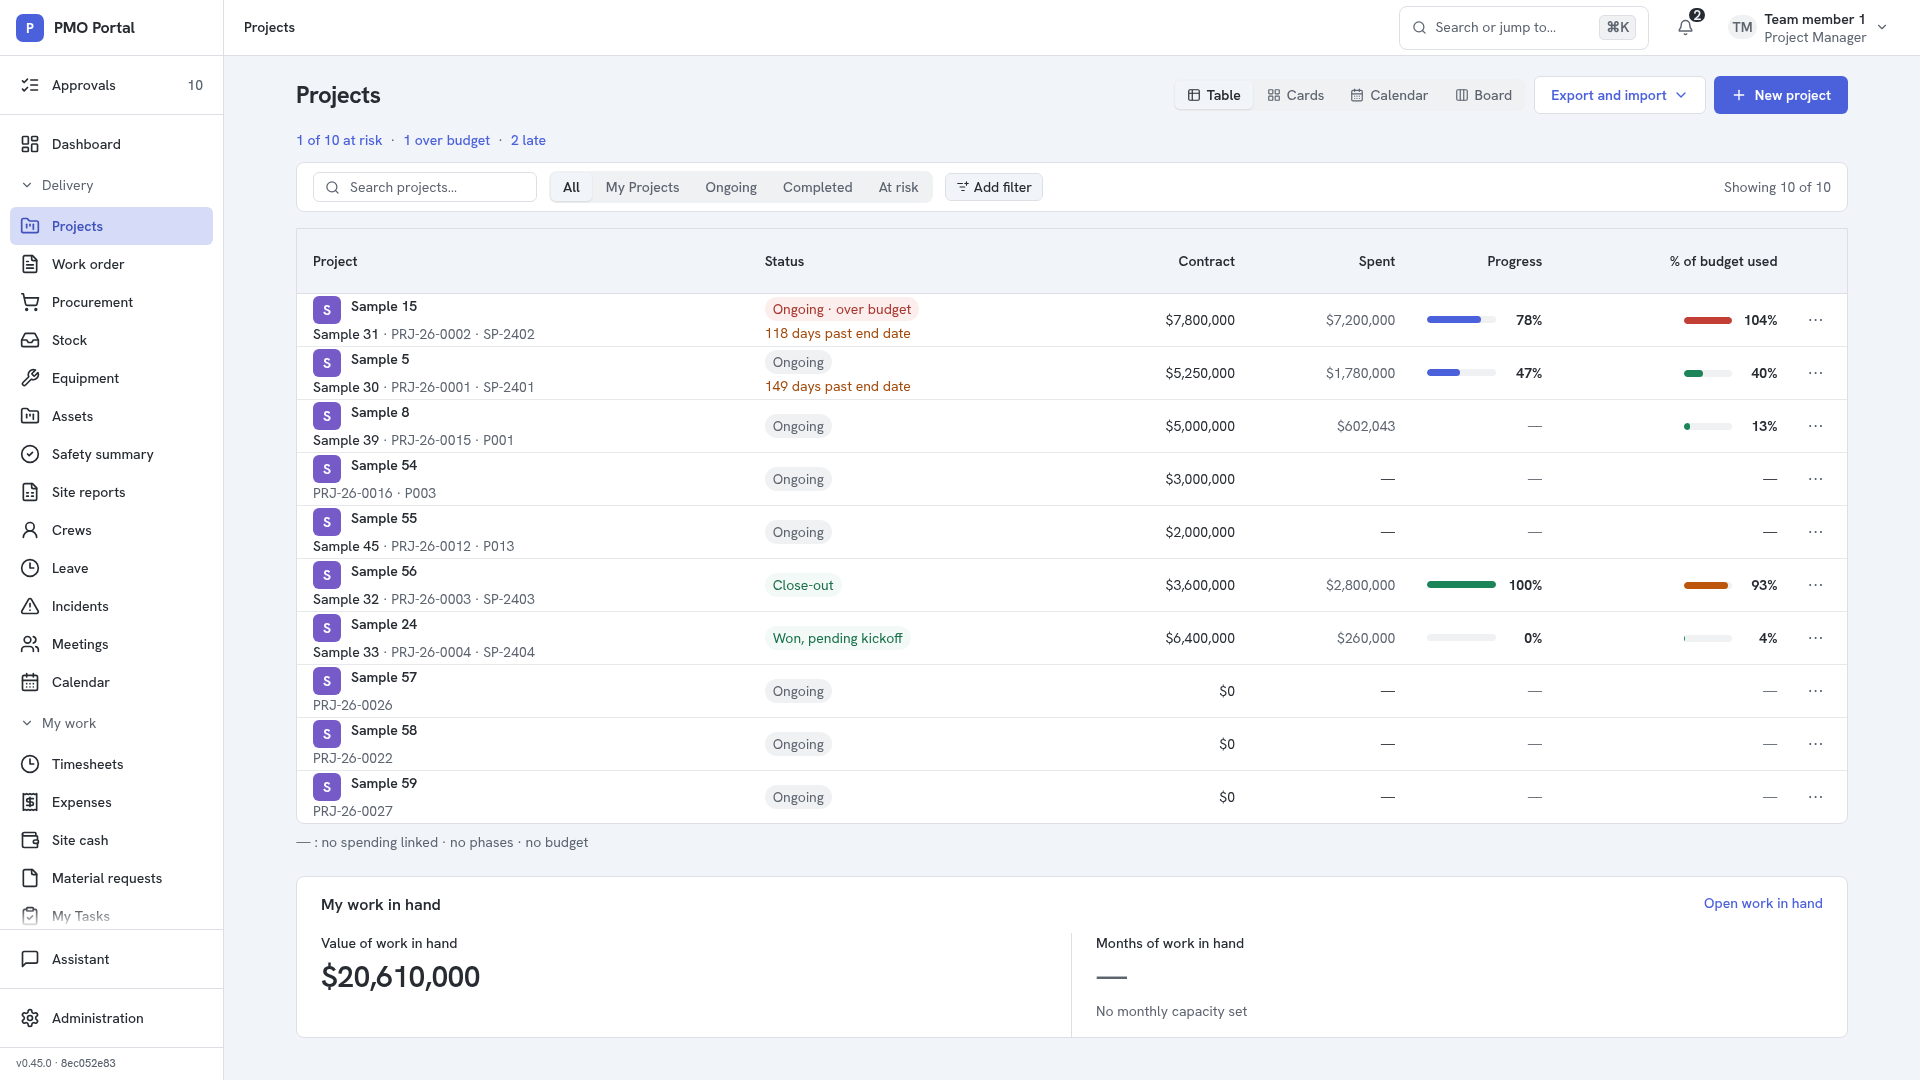 P PMO Portal
Projects
Search or jump to... ⌘K
2
TM Team member 1
Project Manager
Approvals 10
Dashboard
Delivery
Projects
Work order
Procurement
Stock
Equipment
Assets
Safety summary
Site reports
Crews
Leave
Incidents
Meetings
Calendar
My work
Timesheets
Expenses
Site cash
Material requests
My Tasks
Assistant
Administration
v0.45.0 · 8ec052e83
Projects
Table Cards Calendar Board Export and import + New project
1 of 10 at risk · 1 over budget · 2 late
Search projects... All My Projects Ongoing Completed At risk Add filter Showing 10 of 10
Project Status Contract Spent Progress % of budget used
S Sample 15 Ongoing · over budget $7,800,000 $7,200,000 78% 104% ···
Sample 31 · PRJ-26-0002 · SP-2402 118 days past end date
S Sample 5 Ongoing $5,250,000 $1,780,000 47% 40% ···
Sample 30 · PRJ-26-0001 · SP-2401 149 days past end date
S Sample 8 Ongoing $5,000,000 $602,043 — 13% ···
Sample 39 · PRJ-26-0015 · P001
S Sample 54 Ongoing $3,000,000 — — — ···
PRJ-26-0016 · P003
S Sample 55 Ongoing $2,000,000 — — — ···
Sample 45 · PRJ-26-0012 · P013
S Sample 56 Close-out $3,600,000 $2,800,000 100% 93% ···
Sample 32 · PRJ-26-0003 · SP-2403
S Sample 24 Won, pending kickoff $6,400,000 $260,000 0% 4% ···
Sample 33 · PRJ-26-0004 · SP-2404
S Sample 57 Ongoing $0 — — — ···
PRJ-26-0026
S Sample 58 Ongoing $0 — — — ···
PRJ-26-0022
S Sample 59 Ongoing $0 — — — ···
PRJ-26-0027
— : no spending linked · no phases · no budget
My work in hand Open work in hand
Value of work in hand
$20,610,000
Months of work in hand
—
No monthly capacity set